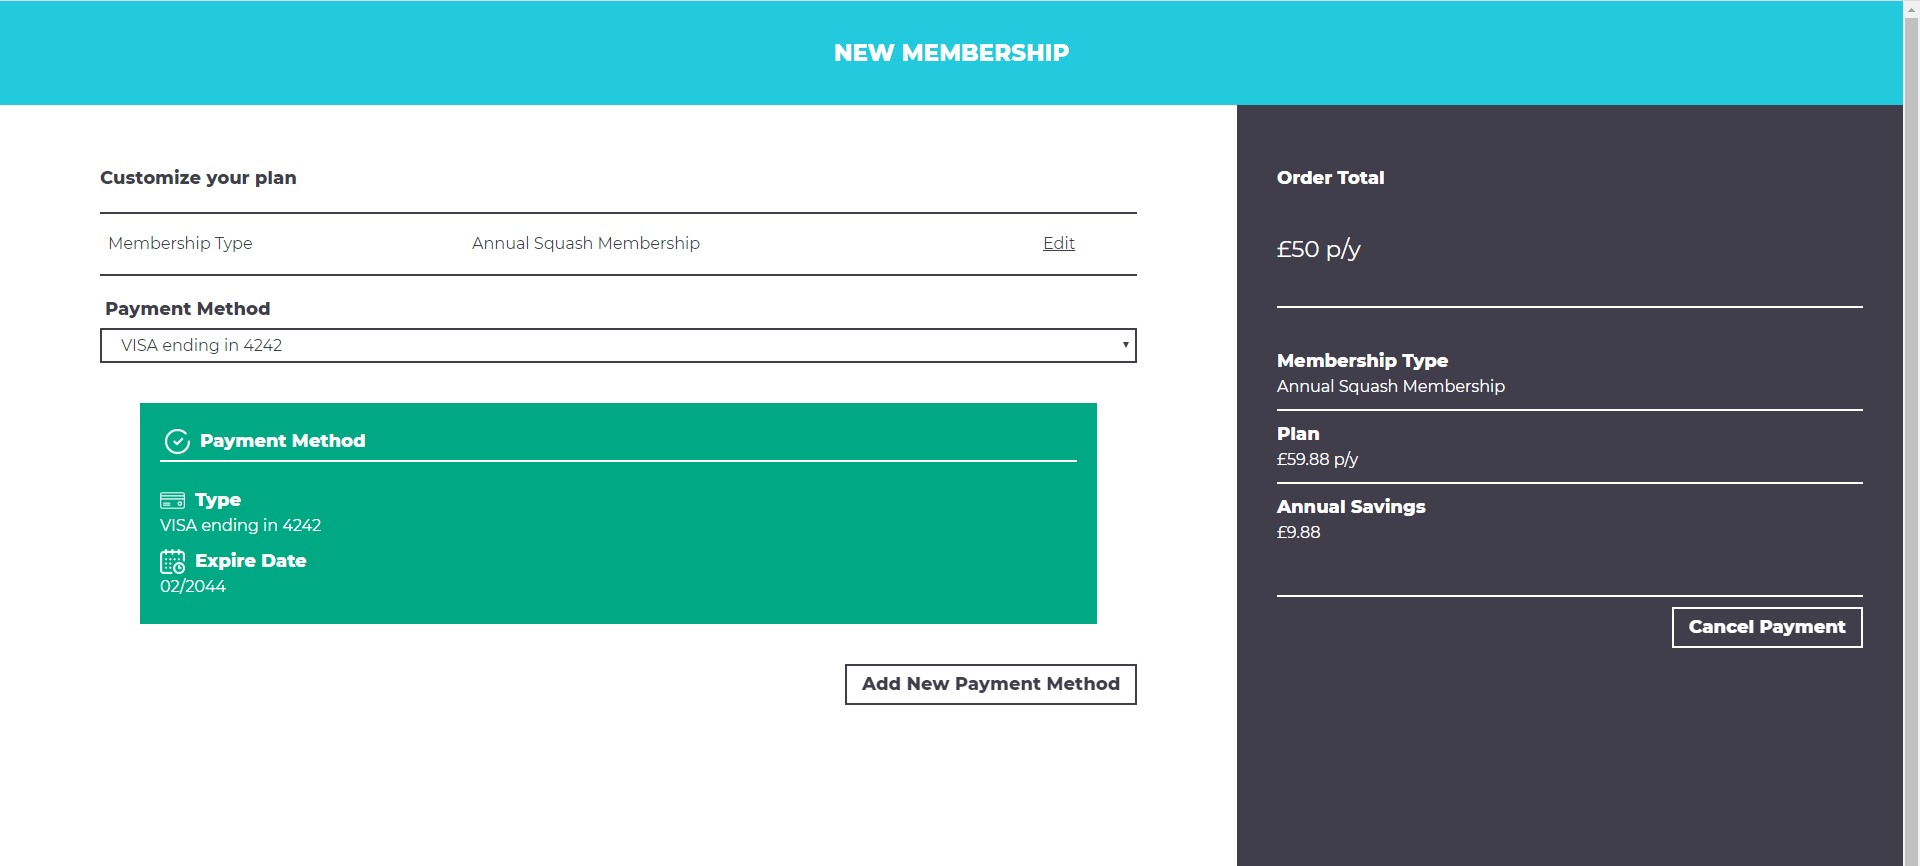 NEW MEMBERSHIP
Customize your plan
Membership Type Annual Squash Membership Edit
Payment Method
VISA ending in 4242
Payment Method
Type
VISA ending in 4242
Expire Date
02/2044
Add New Payment Method
Order Total
£50 p/y
Membership Type
Annual Squash Membership
Plan
£59.88 p/y
Annual Savings
£9.88
Cancel Payment